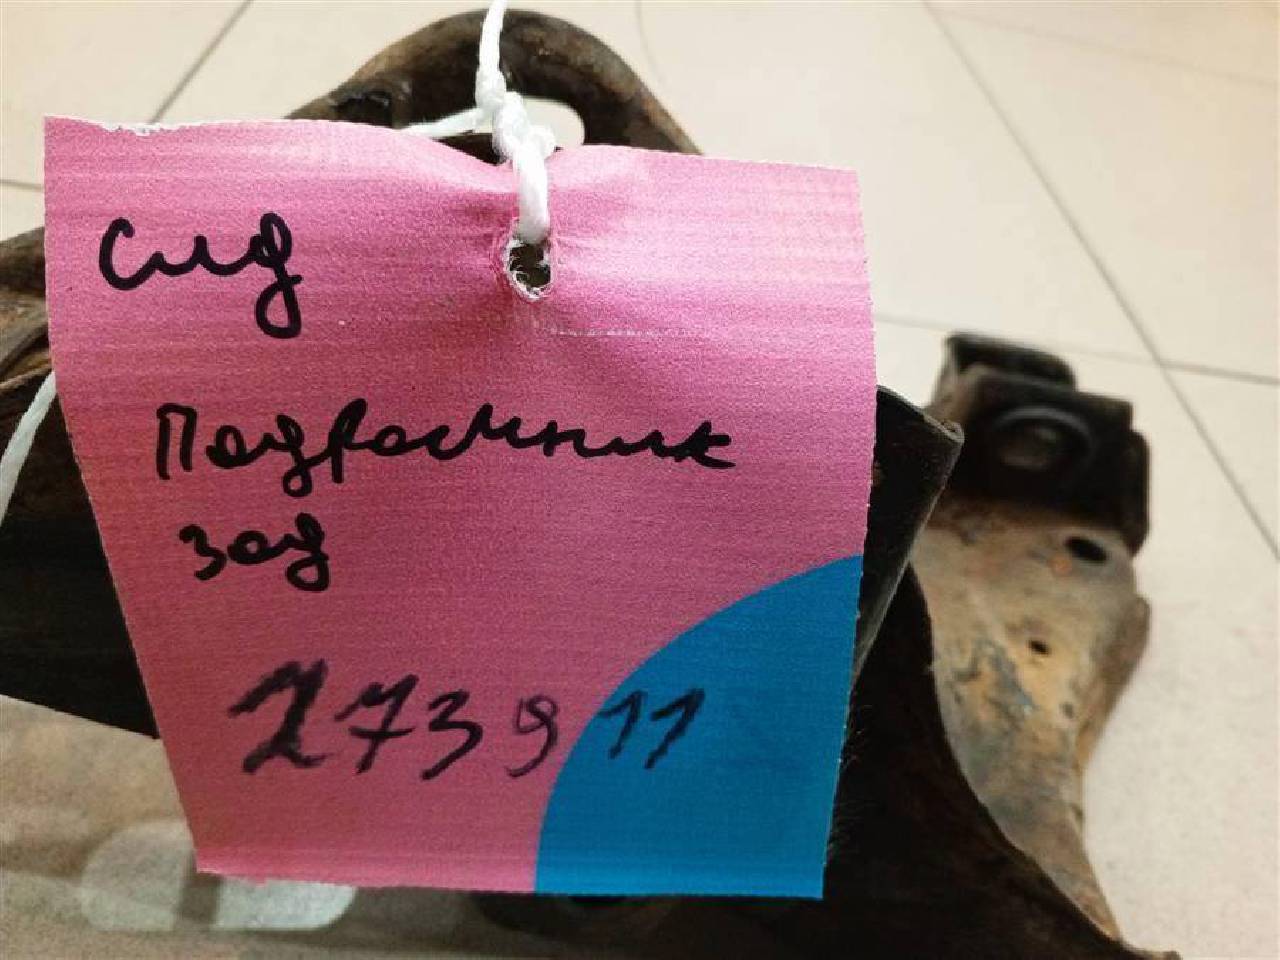 сид
Подрамник
зад
273911